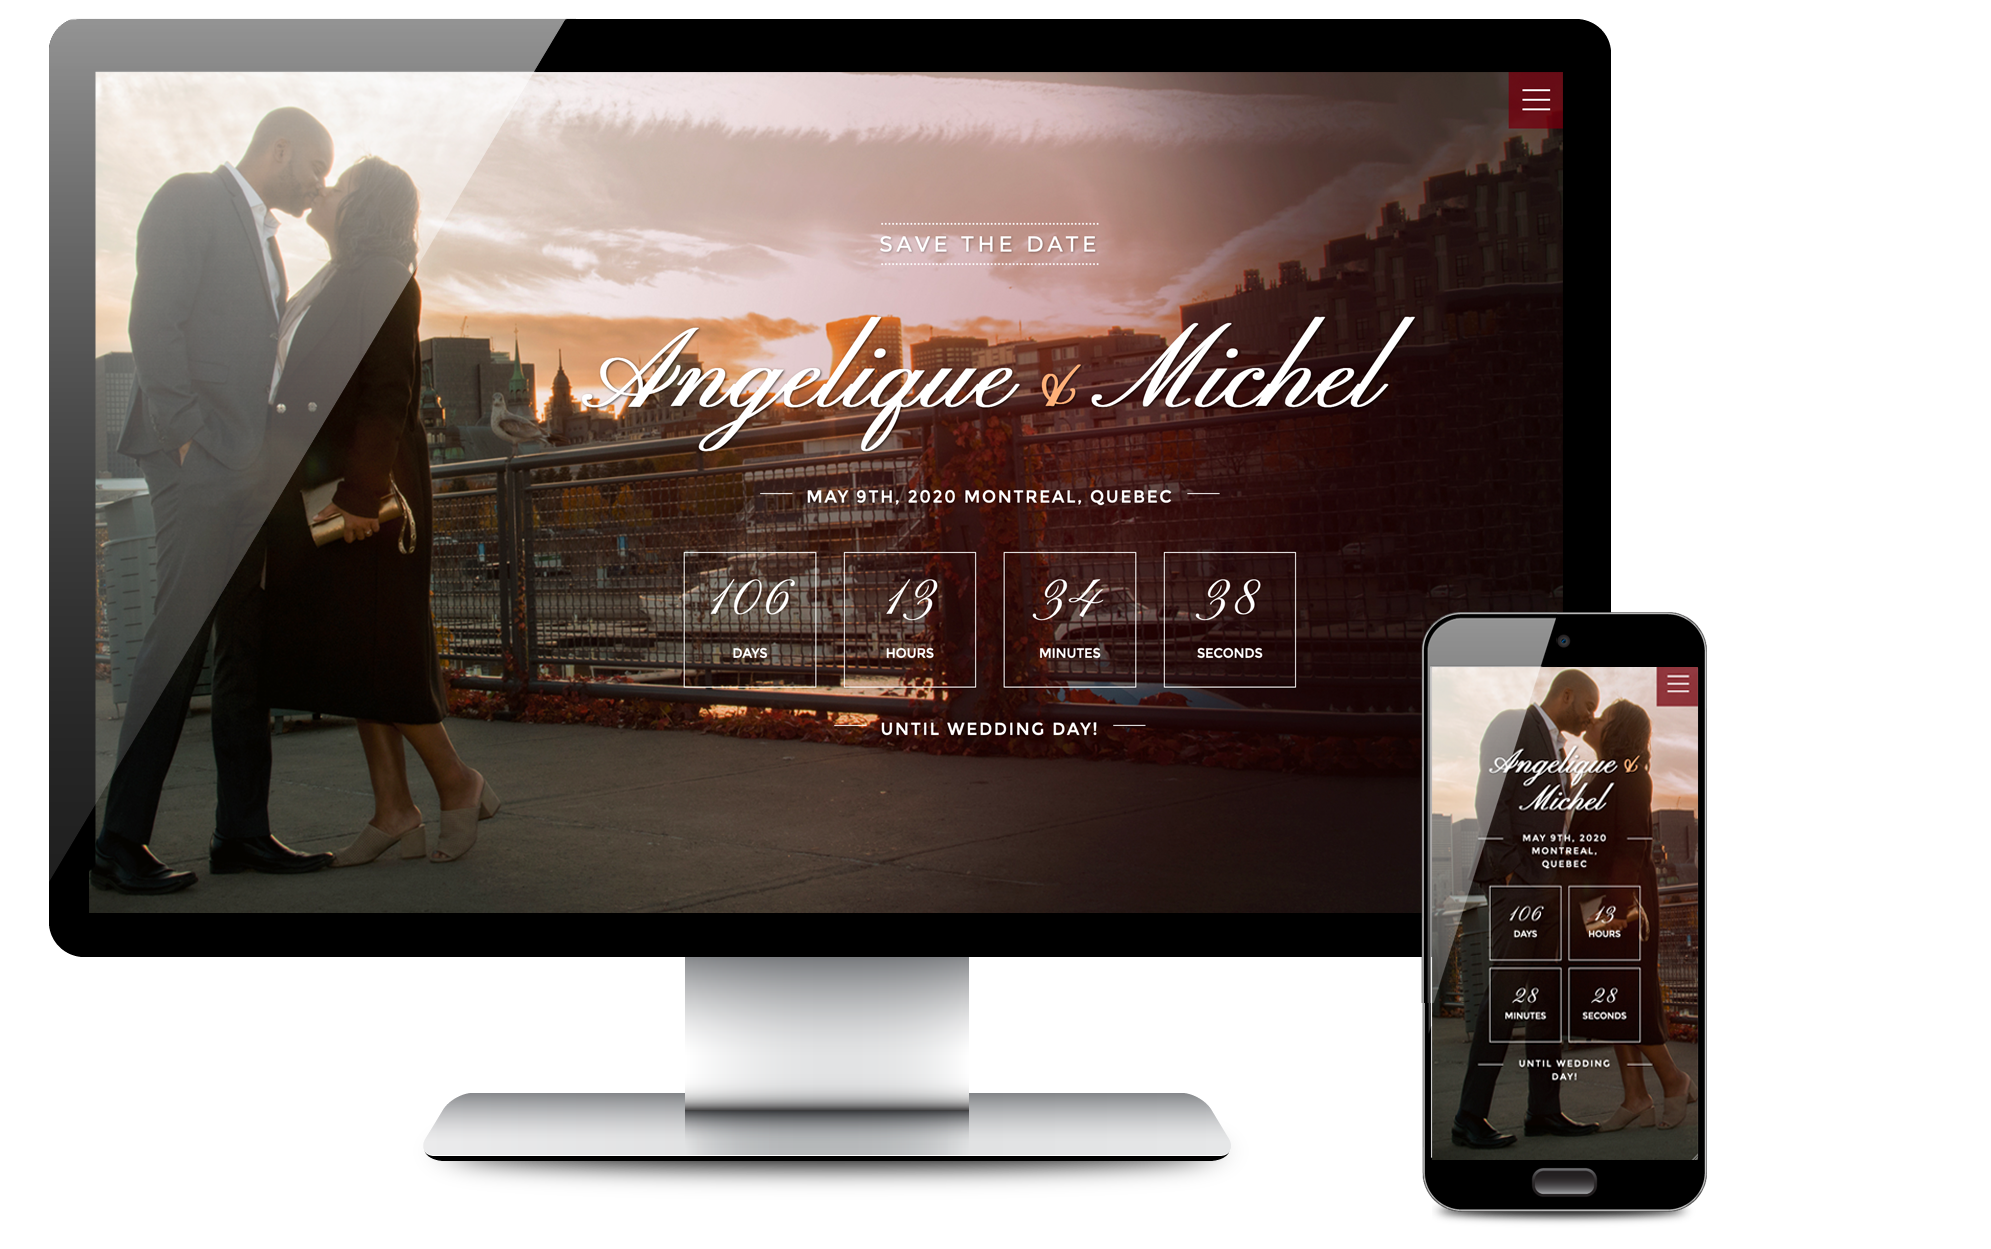 SAVE THE DATE
Angelique & Michel
MAY 9TH, 2020 MONTREAL, QUEBEC
106 13 34 38
DAYS HOURS MINUTES SECONDS
UNTIL WEDDING DAY!
Angelique &
Michel
MAY 9TH, 2020
MONTREAL,
QUEBEC
106 13
DAYS HOURS
28 28
MINUTES SECONDS
UNTIL WEDDING
DAY!